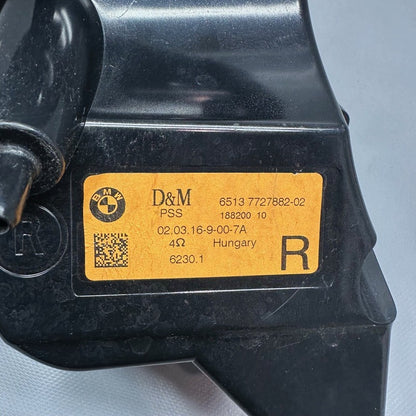 BMW
D&M
PSS
6513 7727882-02
188200 10
02.03.16-9-00-7A
4Ω Hungary
6230.1
R
R